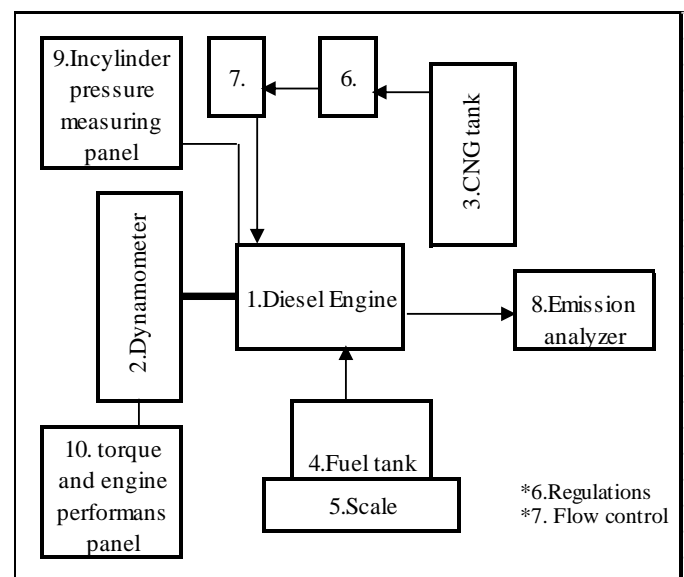 9.Incylinder
pressure
measuring
panel
7.
6.
3.CNG tank
2.Dynamometer
1.Diesel Engine
8.Emission
analyzer
10. torque
and engine
performans
panel
4.Fuel tank
5.Scale
*6.Regulations
*7. Flow control